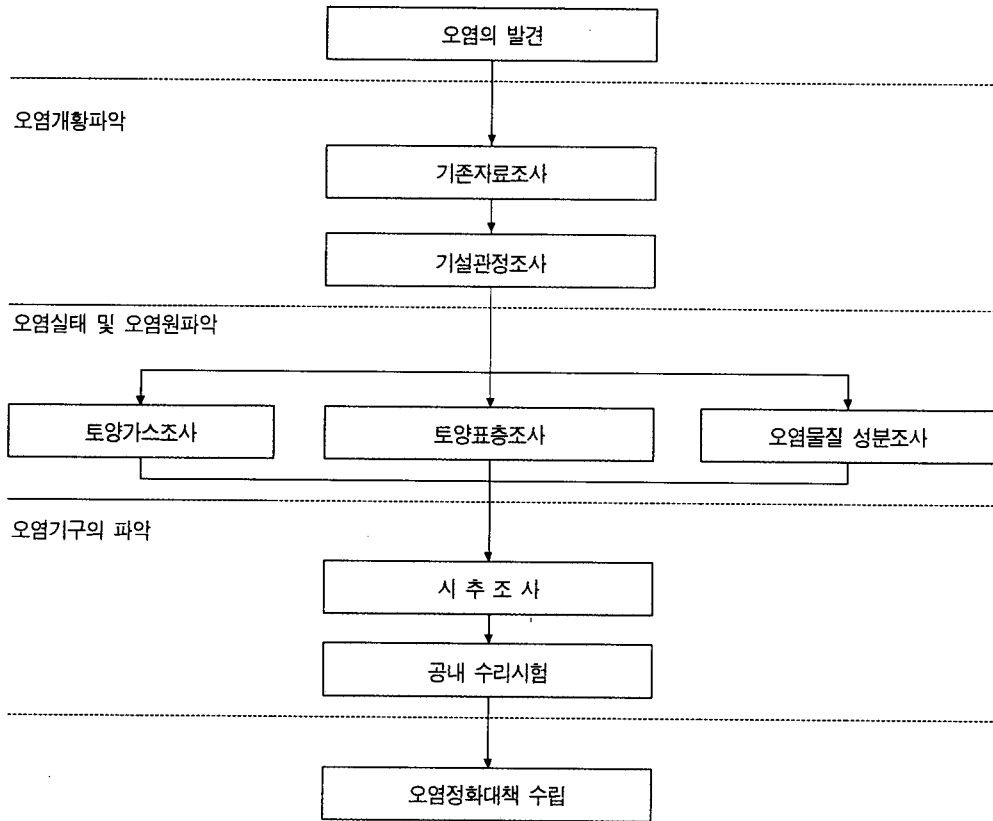 오염의 발견
오염개황파악
기존자료조사
기설관정조사
오염실태 및 오염원파악
토양가스조사
토양표층조사
오염물질 성분조사
오염기구의 파악
시 추 조 사
공내 수리시험
오염정화대책 수립